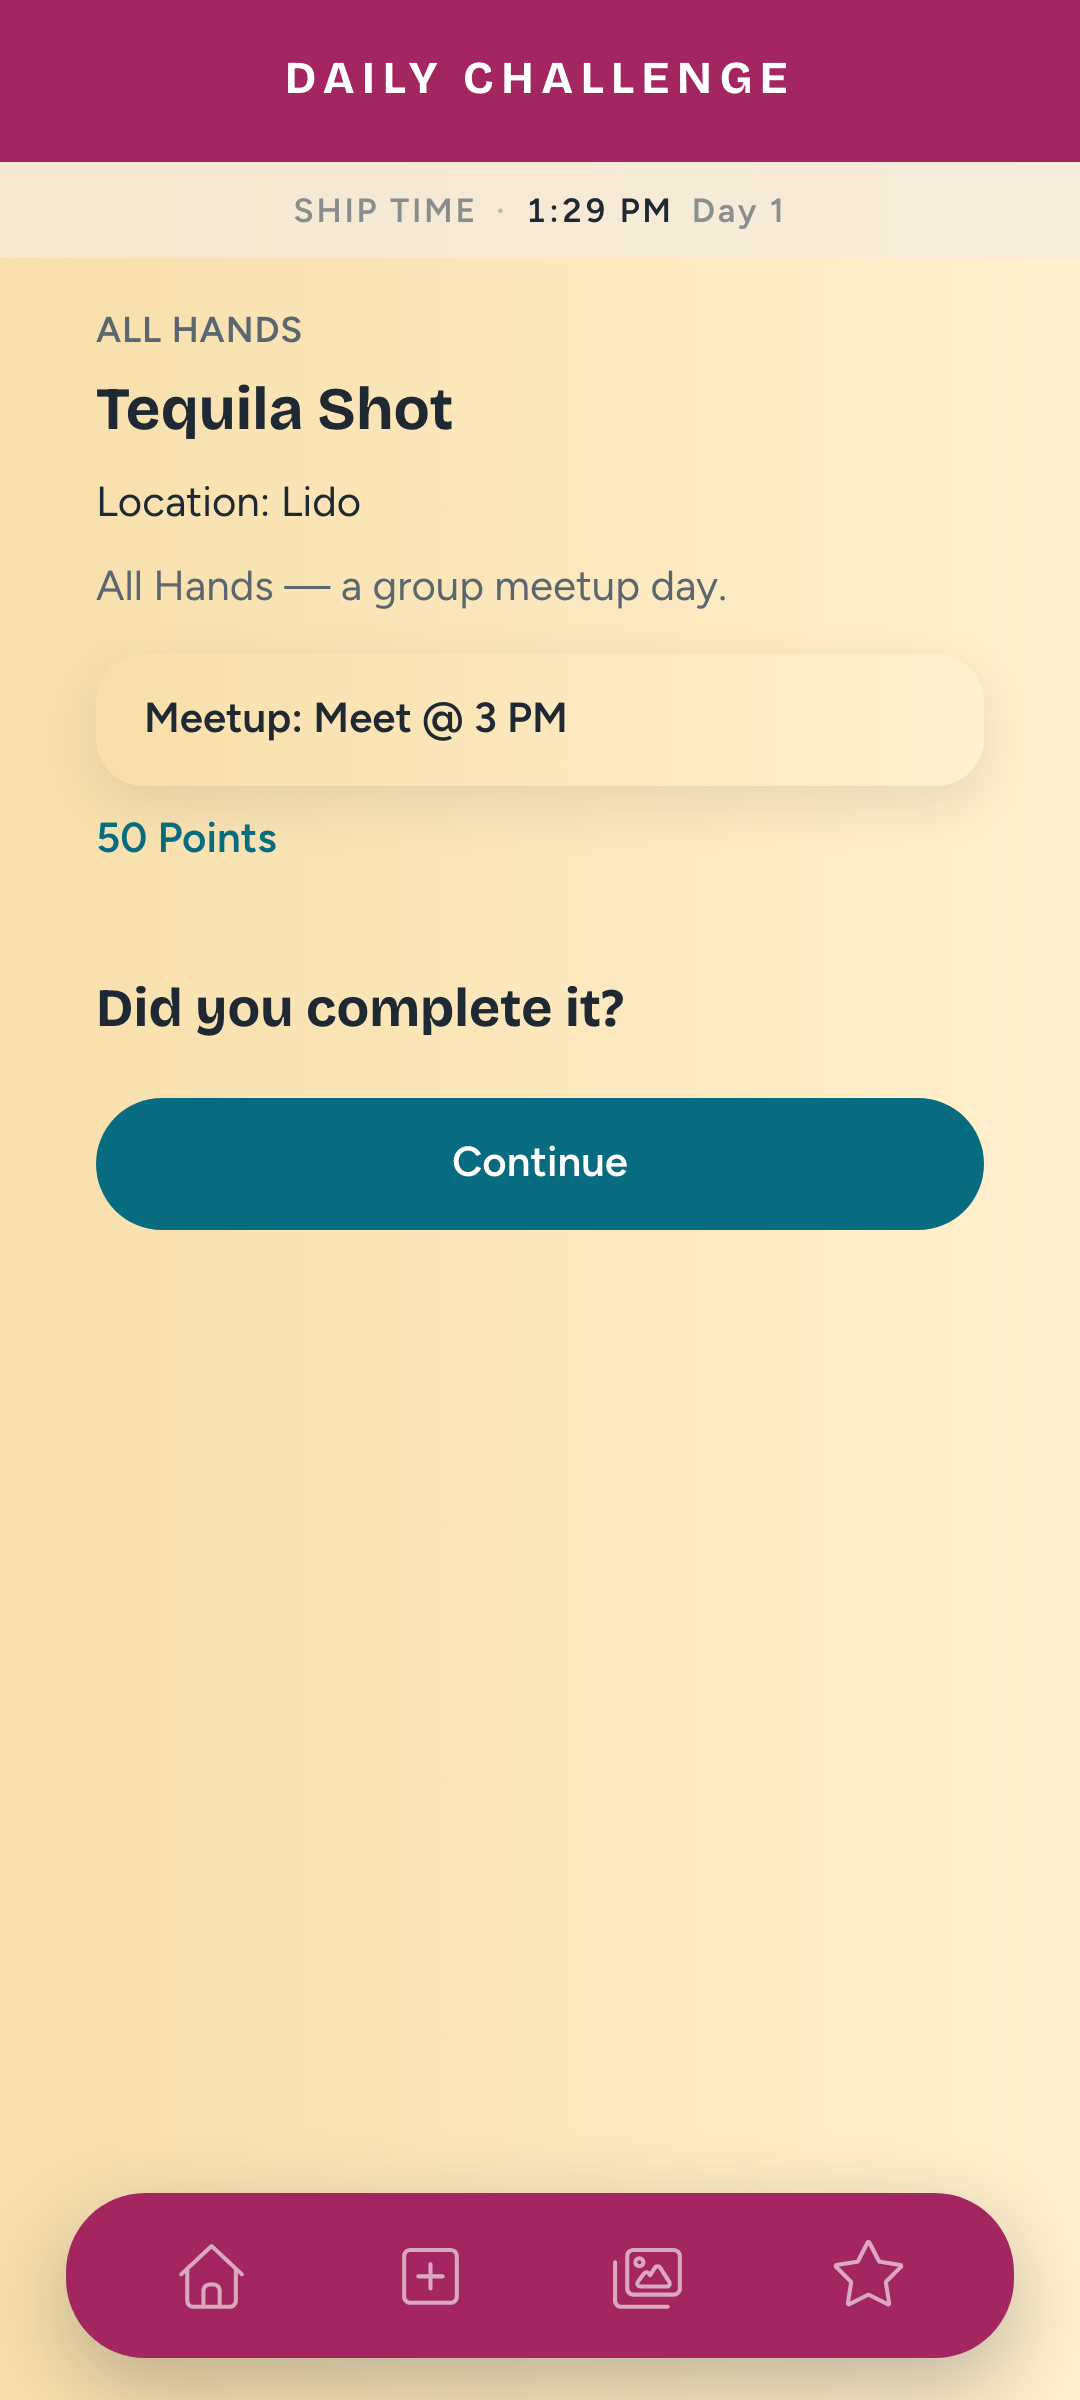 DAILY CHALLENGE
SHIP TIME · 1:29 PM Day 1
ALL HANDS
Tequila Shot
Location: Lido
All Hands — a group meetup day.
Meetup: Meet @ 3 PM
50 Points
Did you complete it?
Continue